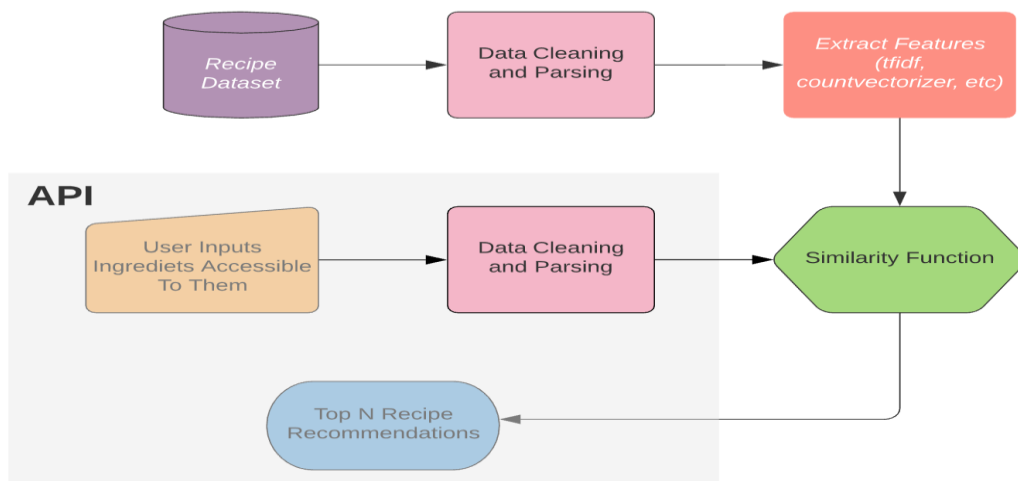 Recipe
Dataset
Data Cleaning
and Parsing
Extract Features
(tfidf,
countvectorizer, etc)
API
User Inputs
Ingrediets Accessible
To Them
Data Cleaning
and Parsing
Similarity Function
Top N Recipe
Recommendations